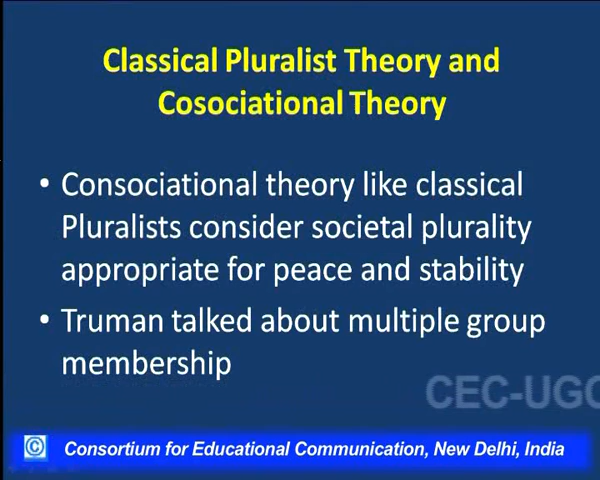 Classical Pluralist Theory and
Cosociational Theory
• Consociational theory like classical
Pluralists consider societal plurality
appropriate for peace and stability
• Truman talked about multiple group
membership
CEC-UGC
© Consortium for Educational Communication, New Delhi, India